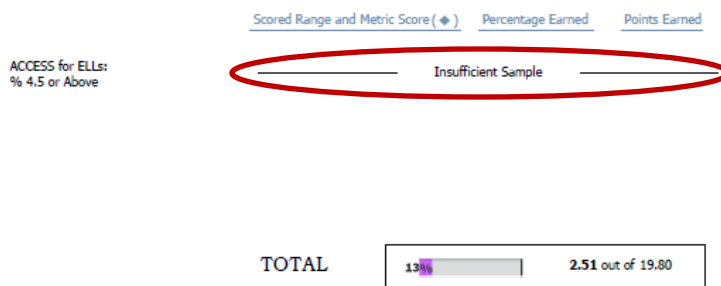 Scored Range and Metric Score (◆) Percentage Earned Points Earned
ACCESS for ELLs:
% 4.5 or Above
Insufficient Sample
TOTAL 13% 2.51 out of 19.80